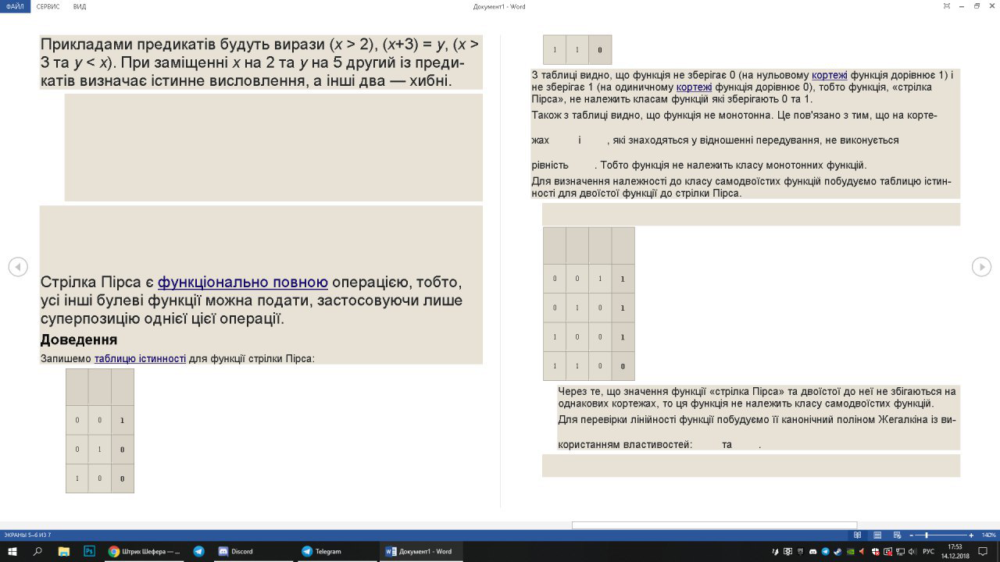 ФАЙЛ СЕРВИС ВИД
Документ1 - Word
Прикладами предикатів будуть вирази (x > 2), (x+3) = y, (x >
3 та y < x). При заміщенні x на 2 та y на 5 другий із преди-
катів визначає істинне висловлення, а інші два — хибні.
Стрілка Пірса є функціонально повною операцією, тобто,
усі інші булеві функції можна подати, застосовуючи лише
суперпозицію однієї цієї операції.
Доведення
Запишемо таблицю істинності для функції стрілки Пірса:
0 0 1
0 1 0
1 0 0
1 1 0
З таблиці видно, що функція не зберігає 0 (на нульовому кортежі функція дорівнює 1) і
не зберігає 1 (на одиничному кортежі функція дорівнює 0), тобто функція, «стрілка
Пірса», не належить класам функцій які зберігають 0 та 1.
Також з таблиці видно, що функція не монотонна. Це пов'язано з тим, що на корте-
жах і , які знаходяться у відношенні передування, не виконується
рівність . Тобто функція не належить класу монотонних функцій.
Для визначення належності до класу самодвоїстих функцій побудуємо таблицю істин-
ності для двоїстої функції до стрілки Пірса.
0 0 1 1
0 1 0 1
1 0 0 1
1 1 0 0
Через те, що значення функції «стрілка Пірса» та двоїстої до неї не збігаються на
однакових кортежах, то ця функція не належить класу самодвоїстих функцій.
Для перевірки лінійності функції побудуємо її канонічний поліном Жегалкіна із ви-
користанням властивостей: та .
ЭКРАНЫ 5–6 ИЗ 7
140%
Штрих Шефера — ...
Discord
Telegram
Документ1 - Word
РУС
17:53
14.12.2018